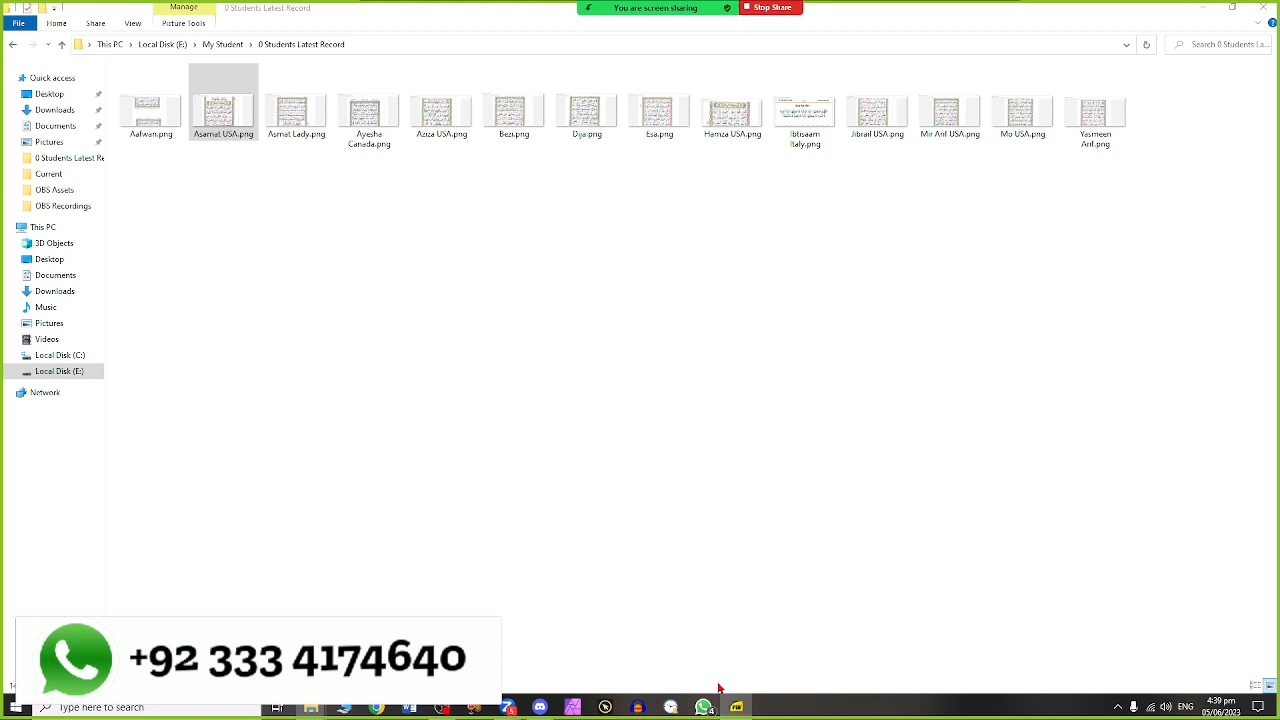 Manage
0 Students Latest Record
You are screen sharing
Stop Share
File
Home
Share
View
Picture Tools
This PC
Local Disk (E:)
My Student
0 Students Latest Record
Search 0 Students La...
Quick access
Desktop
Downloads
Documents
Pictures
0 Students Latest Re
Current
OBS Assets
OBS Recordings
This PC
3D Objects
Desktop
Documents
Downloads
Music
Pictures
Videos
Local Disk (C:)
Local Disk (E:)
Network
Aafwan.png
Asamat USA.png
Asmat Lady.png
Ayesha
Canada.png
Aziza USA.png
Bezi.png
Dija.png
Esa.png
Hamza USA.png
Ibtisaam
Italy.png
Jibrail USA.png
Mir Arif USA.png
Mo USA.png
Yasmeen
Arif.png
+92 333 4174640
Type here to search
ENG
4:39 pm
05/06/2023